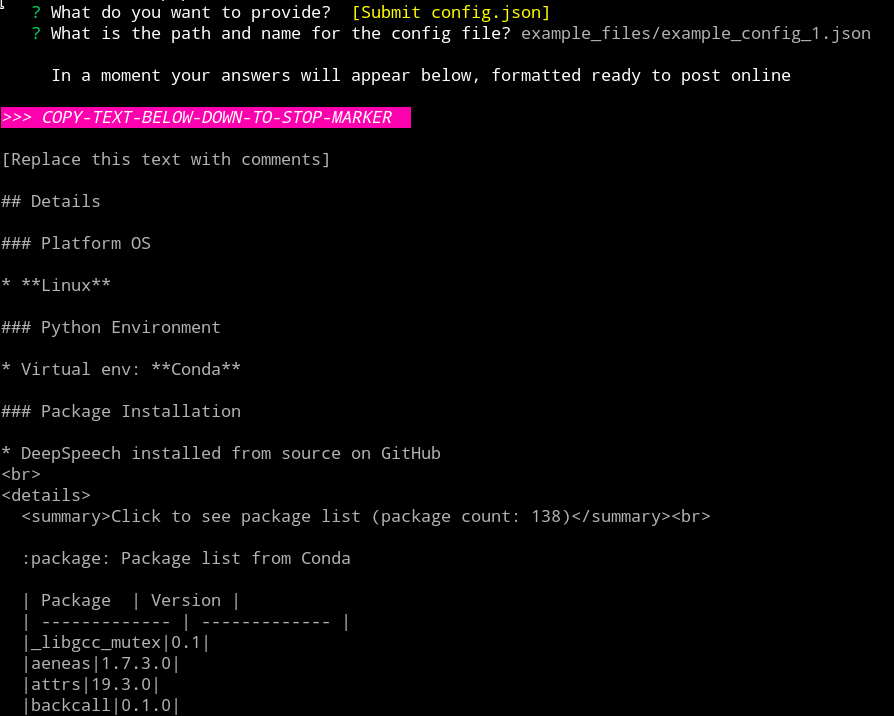 ? What do you want to provide?  [Submit config.json]
? What is the path and name for the config file? example_files/example_config_1.json
In a moment your answers will appear below, formatted ready to post online
>>> COPY-TEXT-BELOW-DOWN-TO-STOP-MARKER
[Replace this text with comments]
## Details
### Platform OS
* **Linux**
### Python Environment
* Virtual env: **Conda**
### Package Installation
* DeepSpeech installed from source on GitHub
<br>
<details>
<summary>Click to see package list (package count: 138)</summary><br>
:package: Package list from Conda
| Package  | Version |
| ------------- | ------------- |
|_libgcc_mutex|0.1|
|aeneas|1.7.3.0|
|attrs|19.3.0|
|backcall|0.1.0|